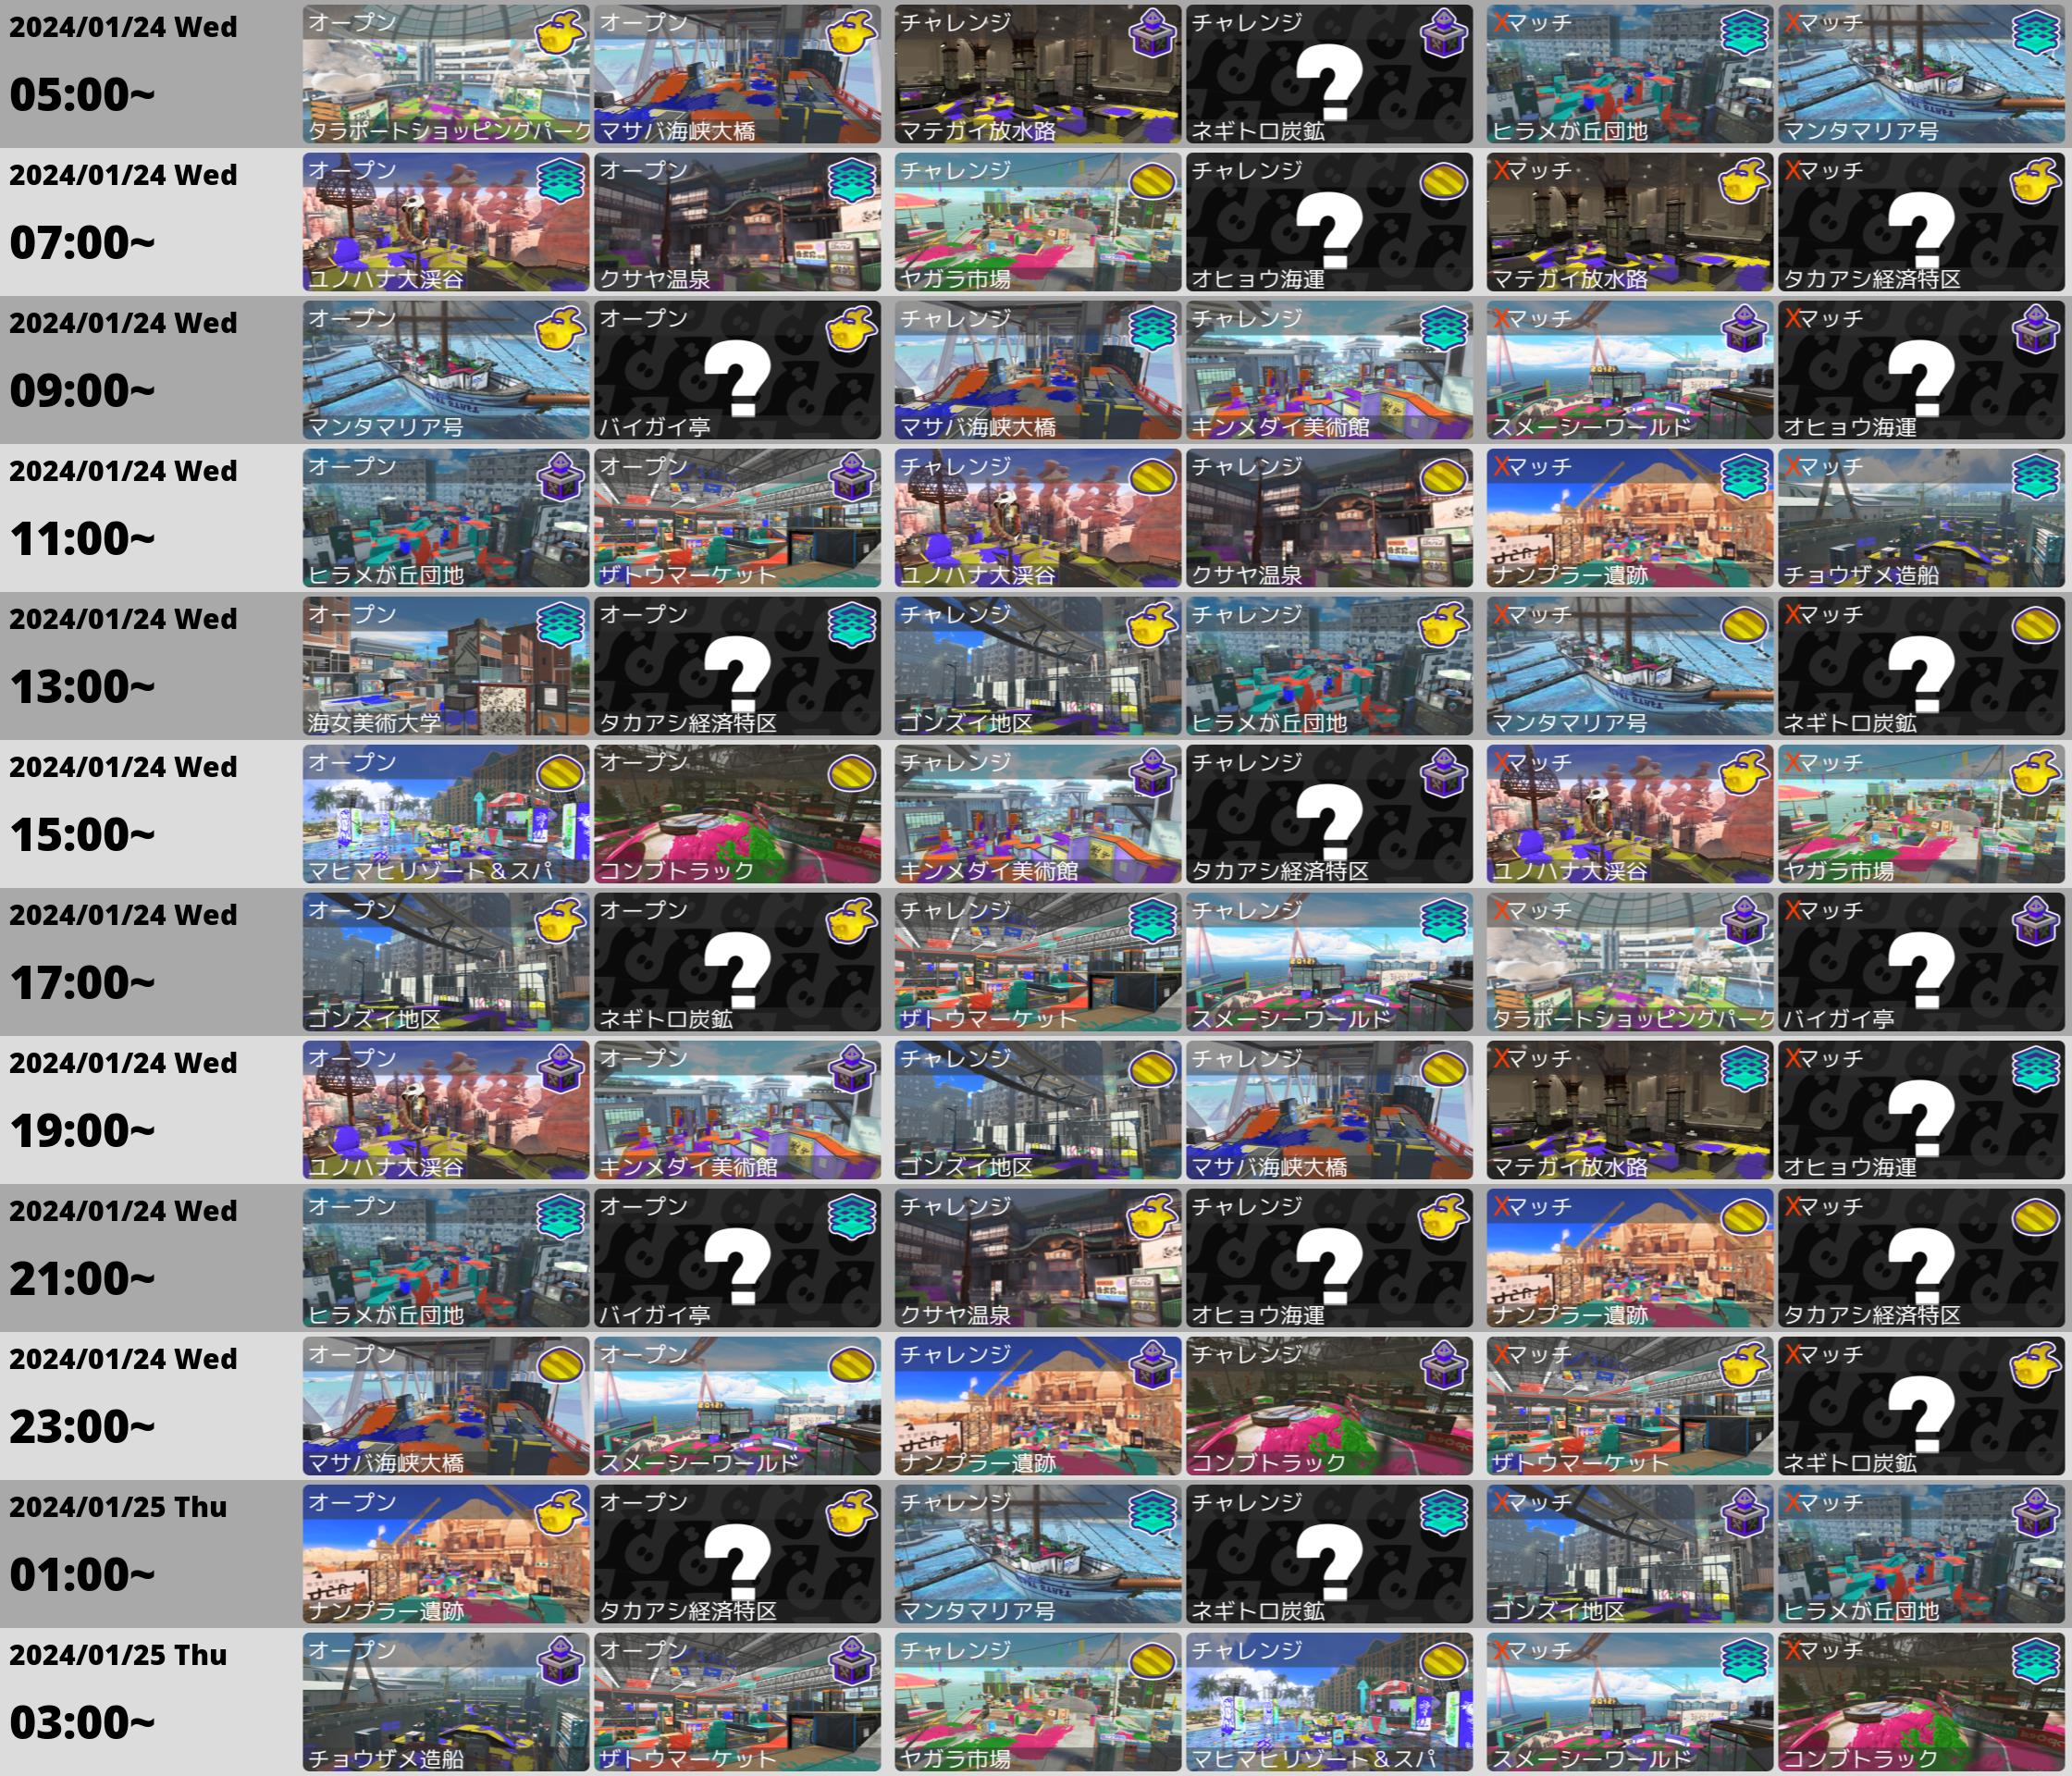 2024/01/24 Wed
05:00~
オープン
タラポートショッピングパーク
オープン
マサバ海峡大橋
チャレンジ
マテガイ放水路
チャレンジ
ネギトロ炭鉱
Xマッチ
ヒラメが丘団地
Xマッチ
マンタマリア号
2024/01/24 Wed
07:00~
オープン
ユノハナ大渓谷
オープン
クサヤ温泉
チャレンジ
ヤガラ市場
チャレンジ
オヒョウ海運
Xマッチ
マテガイ放水路
Xマッチ
タカアシ経済特区
2024/01/24 Wed
09:00~
オープン
マンタマリア号
オープン
バイガイ亭
チャレンジ
マサバ海峡大橋
チャレンジ
キンメダイ美術館
Xマッチ
スメーシーワールド
Xマッチ
オヒョウ海運
2024/01/24 Wed
11:00~
オープン
ヒラメが丘団地
オープン
ザトウマーケット
チャレンジ
ユノハナ大渓谷
チャレンジ
クサヤ温泉
Xマッチ
ナンプラー遺跡
Xマッチ
チョウザメ造船
2024/01/24 Wed
13:00~
オープン
海女美術大学
オープン
タカアシ経済特区
チャレンジ
ゴンズイ地区
チャレンジ
ヒラメが丘団地
Xマッチ
マンタマリア号
Xマッチ
ネギトロ炭鉱
2024/01/24 Wed
15:00~
オープン
マヒマヒリゾート&スパ
オープン
コンブトラック
チャレンジ
キンメダイ美術館
チャレンジ
タカアシ経済特区
Xマッチ
ユノハナ大渓谷
Xマッチ
ヤガラ市場
2024/01/24 Wed
17:00~
オープン
ゴンズイ地区
オープン
ネギトロ炭鉱
チャレンジ
ザトウマーケット
チャレンジ
スメーシーワールド
Xマッチ
タラポートショッピングパーク
Xマッチ
バイガイ亭
2024/01/24 Wed
19:00~
オープン
ユノハナ大渓谷
オープン
キンメダイ美術館
チャレンジ
ゴンズイ地区
チャレンジ
マサバ海峡大橋
Xマッチ
マテガイ放水路
Xマッチ
オヒョウ海運
2024/01/24 Wed
21:00~
オープン
ヒラメが丘団地
オープン
バイガイ亭
チャレンジ
クサヤ温泉
チャレンジ
オヒョウ海運
Xマッチ
ナンプラー遺跡
Xマッチ
タカアシ経済特区
2024/01/24 Wed
23:00~
オープン
マサバ海峡大橋
オープン
スメーシーワールド
チャレンジ
ナンプラー遺跡
チャレンジ
コンブトラック
Xマッチ
ザトウマーケット
Xマッチ
ネギトロ炭鉱
2024/01/25 Thu
01:00~
オープン
ナンプラー遺跡
オープン
タカアシ経済特区
チャレンジ
マンタマリア号
チャレンジ
ネギトロ炭鉱
Xマッチ
ゴンズイ地区
Xマッチ
ヒラメが丘団地
2024/01/25 Thu
03:00~
オープン
チョウザメ造船
オープン
ザトウマーケット
チャレンジ
ヤガラ市場
チャレンジ
マヒマヒリゾート&スパ
Xマッチ
スメーシーワールド
Xマッチ
コンブトラック